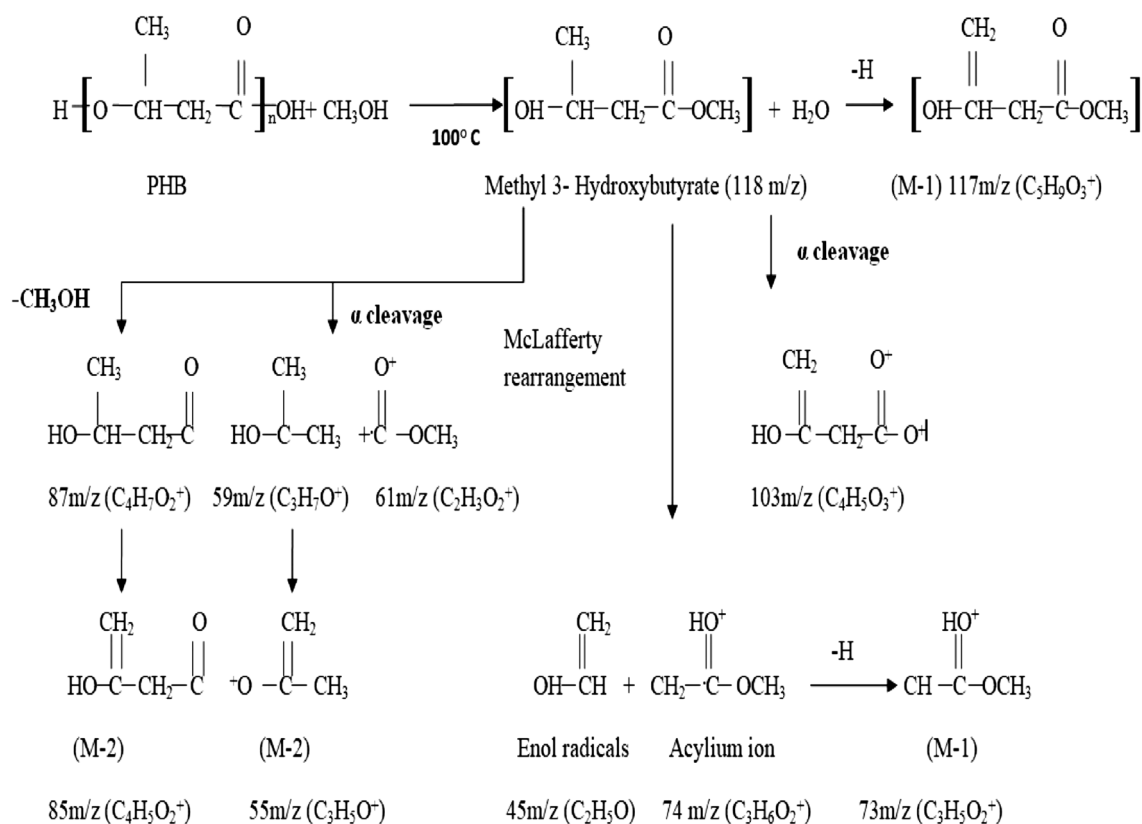 CH₃ O CH₃ O CH₂ O
H [O–CH–CH₂–C]ₙOH + CH₃OH 100° C [OH–CH–CH₂–C–OCH₃] + H₂O -H [OH–CH–CH₂–C–OCH₃]
PHB Methyl 3- Hydroxybutyrate (118 m/z) (M-1) 117m/z (C₅H₉O₃⁺)
α cleavage
-CH₃OH α cleavage
McLafferty
rearrangement
CH₃ O CH₃ O⁺ CH₂ O⁺
HO–CH–CH₂–C HO–C–CH₃ +·C–OCH₃ HO–C–CH₂–C–O⁺
87m/z (C₄H₇O₂⁺) 59m/z (C₃H₇O⁺) 61m/z (C₂H₃O₂⁺) 103m/z (C₄H₅O₃⁺)
CH₂ O CH₂ CH₂ HO⁺ HO⁺
HO–C–CH₂–C ⁺O–C–CH₃ OH–CH + CH₂–C–OCH₃ -H CH–C–OCH₃
(M-2) (M-2) Enol radicals Acylium ion (M-1)
85m/z (C₄H₅O₂⁺) 55m/z (C₃H₅O⁺) 45m/z (C₂H₅O) 74 m/z (C₃H₆O₂⁺) 73m/z (C₃H₅O₂⁺)